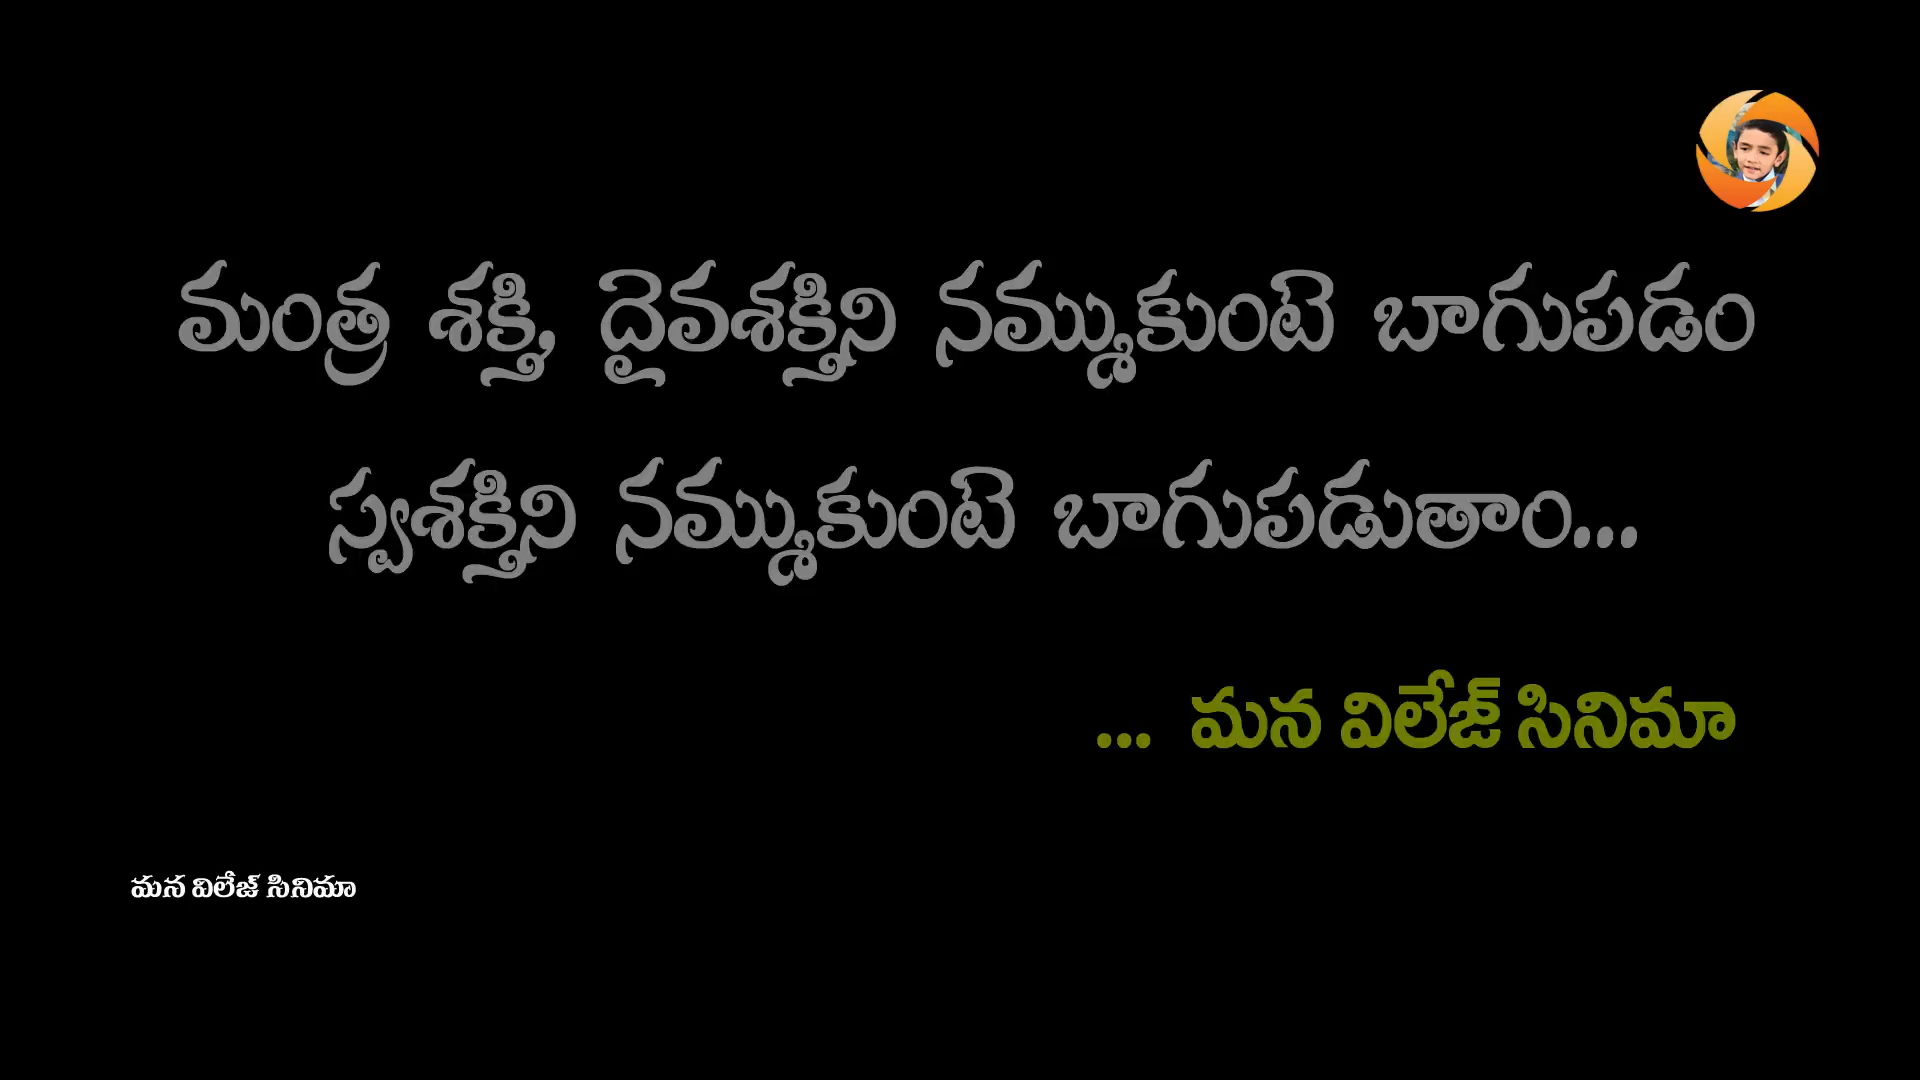 మంత్ర శక్తి, దైవశక్తిని నమ్ముకుంటె బాగుపడం
స్వశక్తిని నమ్ముకుంటె బాగుపడుతాం...
... మన విలేజ్ సినిమా
మన విలేజ్ సినిమా